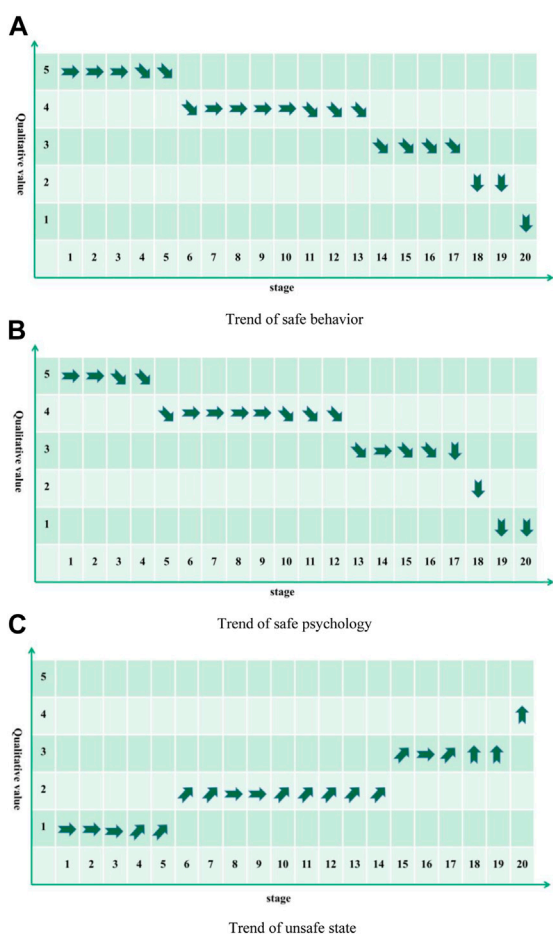 A
Qualitative value
5
4
3
2
1
1 2 3 4 5 6 7 8 9 10 11 12 13 14 15 16 17 18 19 20
stage
Trend of safe behavior
B
Qualitative value
5
4
3
2
1
1 2 3 4 5 6 7 8 9 10 11 12 13 14 15 16 17 18 19 20
stage
Trend of safe psychology
C
Qualitative value
5
4
3
2
1
1 2 3 4 5 6 7 8 9 10 11 12 13 14 15 16 17 18 19 20
stage
Trend of unsafe state